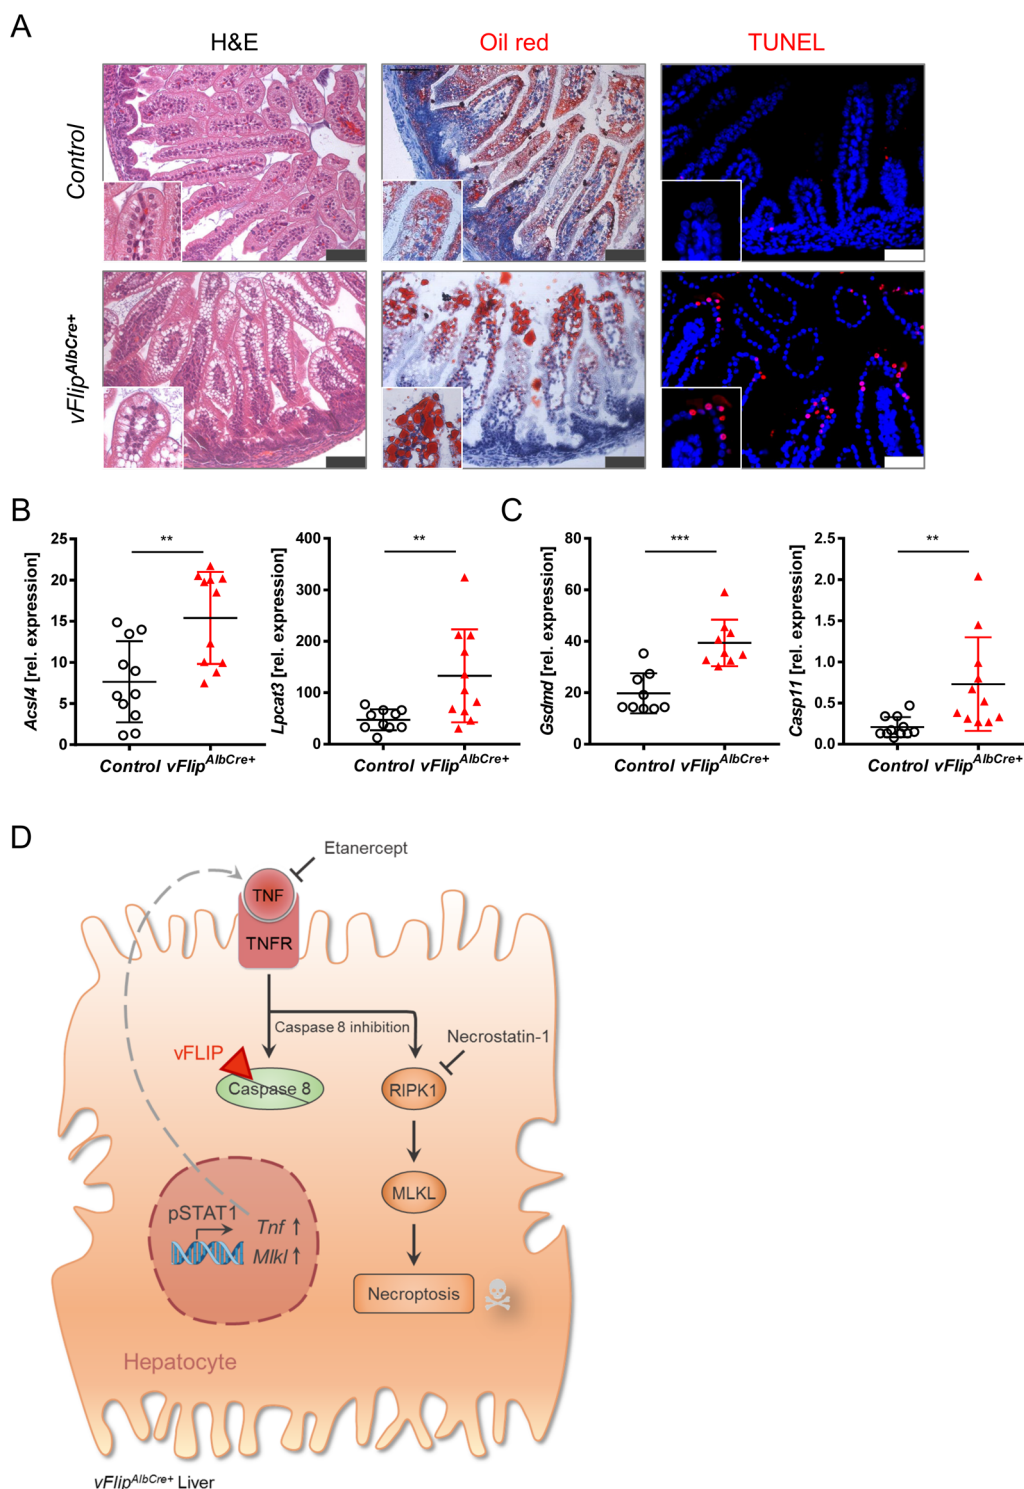 A
H&E
Oil red
TUNEL
Control
vFlipAlbCre+
B
Acsl4 [rel. expression]
25
20
15
10
5
0
**
Control vFlipAlbCre+
Lpcat3 [rel. expression]
400
300
200
100
0
**
Control vFlipAlbCre+
C
Gsdmd [rel. expression]
80
60
40
20
0
***
Control vFlipAlbCre+
Casp11 [rel. expression]
2.5
2.0
1.5
1.0
0.5
0.0
**
Control vFlipAlbCre+
D
Etanercept
TNF
TNFR
Caspase 8 inhibition
Necrostatin-1
vFLIP
Caspase 8
RIPK1
MLKL
pSTAT1
Tnf ↑
Mlkl ↑
Necroptosis
Hepatocyte
vFlipAlbCre+ Liver